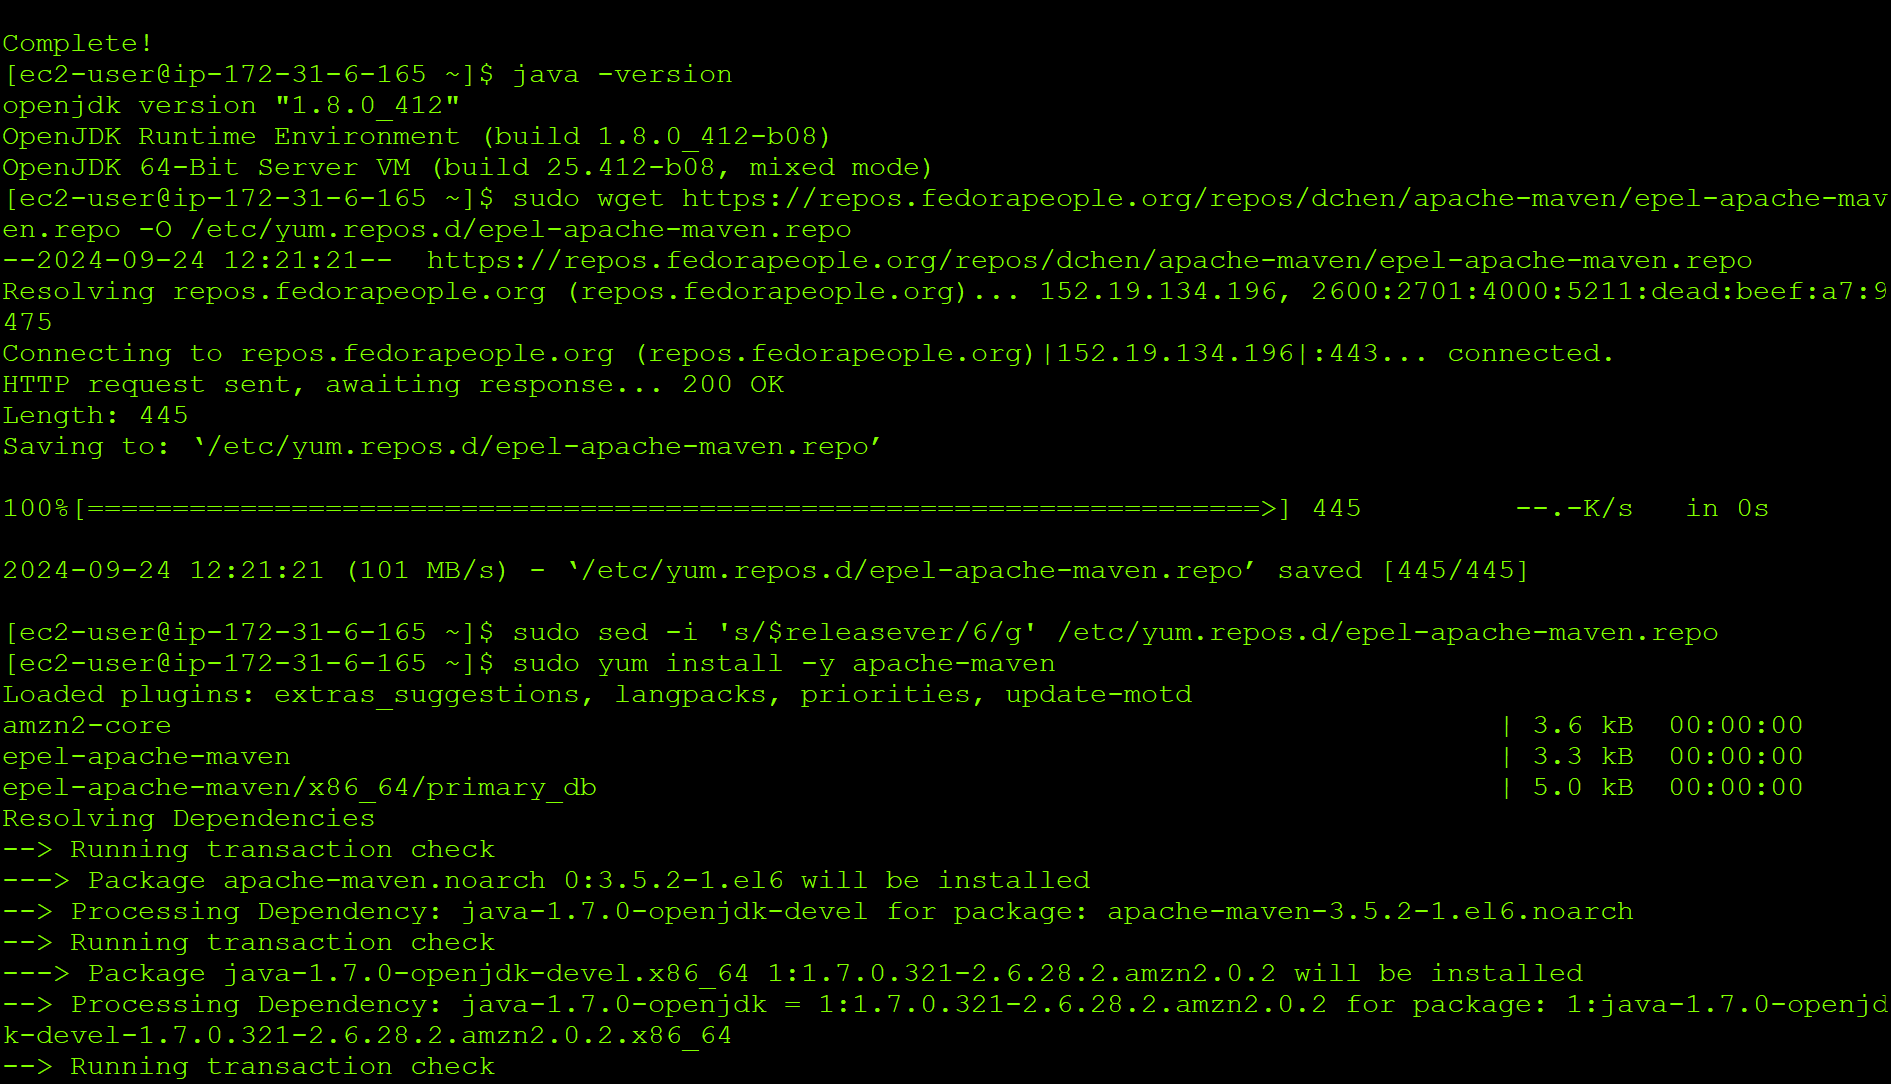 Complete!
[ec2-user@ip-172-31-6-165 ~]$ java -version
openjdk version "1.8.0_412"
OpenJDK Runtime Environment (build 1.8.0_412-b08)
OpenJDK 64-Bit Server VM (build 25.412-b08, mixed mode)
[ec2-user@ip-172-31-6-165 ~]$ sudo wget https://repos.fedorapeople.org/repos/dchen/apache-maven/epel-apache-mav
en.repo -O /etc/yum.repos.d/epel-apache-maven.repo
--2024-09-24 12:21:21--  https://repos.fedorapeople.org/repos/dchen/apache-maven/epel-apache-maven.repo
Resolving repos.fedorapeople.org (repos.fedorapeople.org)... 152.19.134.196, 2600:2701:4000:5211:dead:beef:a7:9
475
Connecting to repos.fedorapeople.org (repos.fedorapeople.org)|152.19.134.196|:443... connected.
HTTP request sent, awaiting response... 200 OK
Length: 445
Saving to: ‘/etc/yum.repos.d/epel-apache-maven.repo’
100%[=====================================================================>] 445         --.-K/s   in 0s
2024-09-24 12:21:21 (101 MB/s) - ‘/etc/yum.repos.d/epel-apache-maven.repo’ saved [445/445]
[ec2-user@ip-172-31-6-165 ~]$ sudo sed -i 's/$releasever/6/g' /etc/yum.repos.d/epel-apache-maven.repo
[ec2-user@ip-172-31-6-165 ~]$ sudo yum install -y apache-maven
Loaded plugins: extras_suggestions, langpacks, priorities, update-motd
amzn2-core                                                                              | 3.6 kB  00:00:00
epel-apache-maven                                                                       | 3.3 kB  00:00:00
epel-apache-maven/x86_64/primary_db                                                     | 5.0 kB  00:00:00
Resolving Dependencies
--> Running transaction check
---> Package apache-maven.noarch 0:3.5.2-1.el6 will be installed
--> Processing Dependency: java-1.7.0-openjdk-devel for package: apache-maven-3.5.2-1.el6.noarch
--> Running transaction check
---> Package java-1.7.0-openjdk-devel.x86_64 1:1.7.0.321-2.6.28.2.amzn2.0.2 will be installed
--> Processing Dependency: java-1.7.0-openjdk = 1:1.7.0.321-2.6.28.2.amzn2.0.2 for package: 1:java-1.7.0-openjd
k-devel-1.7.0.321-2.6.28.2.amzn2.0.2.x86_64
--> Running transaction check